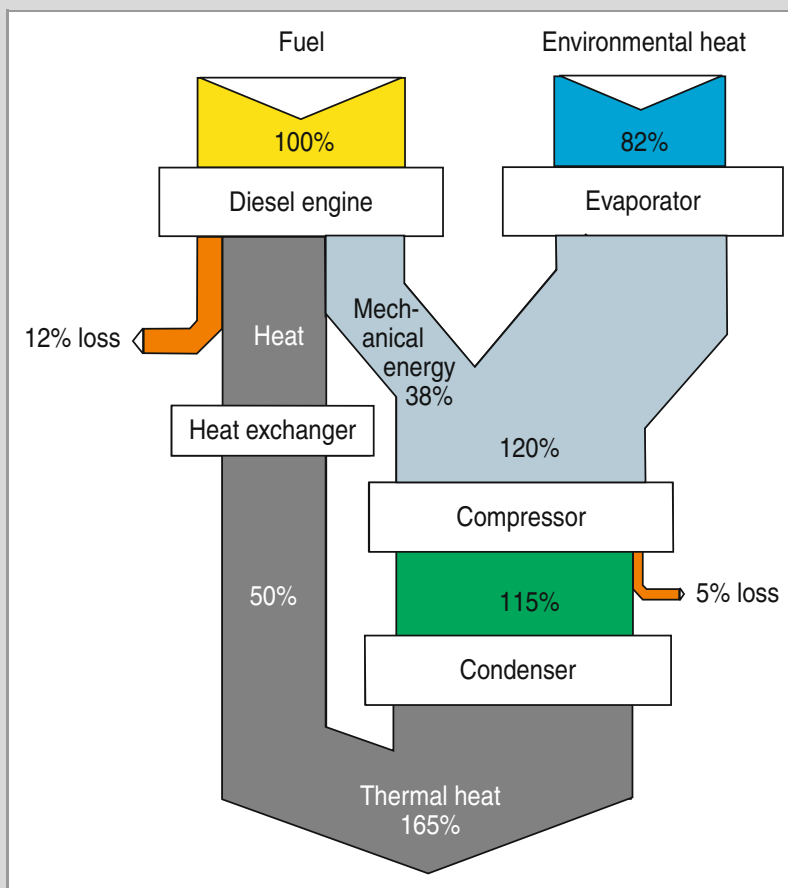 Fuel
Environmental heat
100%
82%
Diesel engine
Evaporator
12% loss
Heat
Mech-
anical
energy
38%
Heat exchanger
120%
Compressor
50%
115%
5% loss
Condenser
Thermal heat
165%